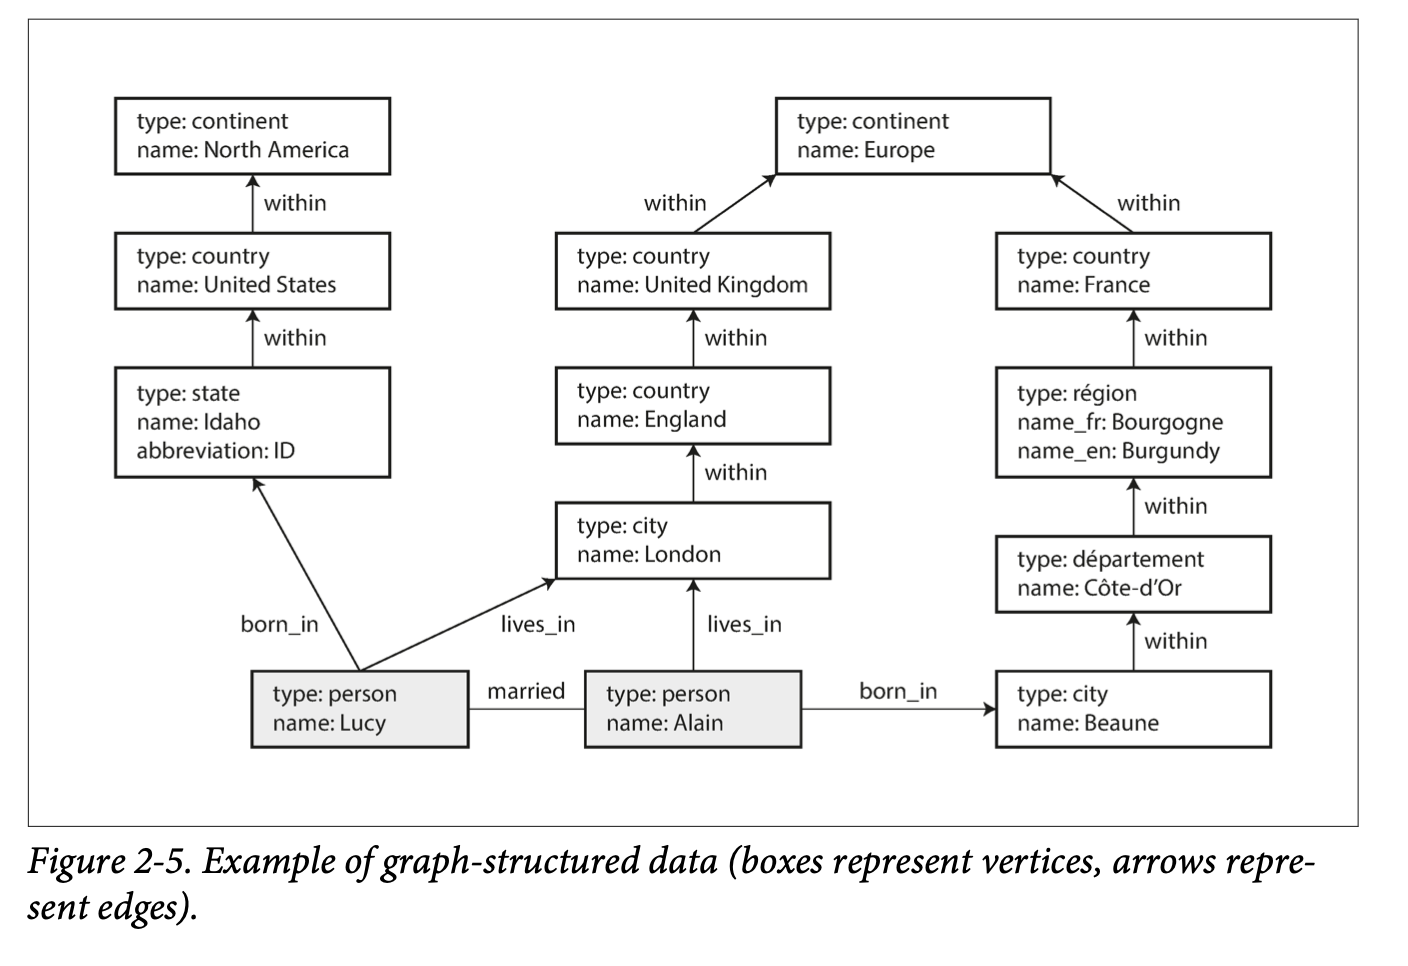 type: continent
name: North America
type: continent
name: Europe
within
within
within
type: country
name: United States
type: country
name: United Kingdom
type: country
name: France
within
within
within
type: state
name: Idaho
abbreviation: ID
type: country
name: England
type: région
name_fr: Bourgogne
name_en: Burgundy
within
within
type: city
name: London
type: département
name: Côte-d’Or
born_in
lives_in
lives_in
within
type: person
name: Lucy
married
type: person
name: Alain
born_in
type: city
name: Beaune
Figure 2-5. Example of graph-structured data (boxes represent vertices, arrows repre-
sent edges).